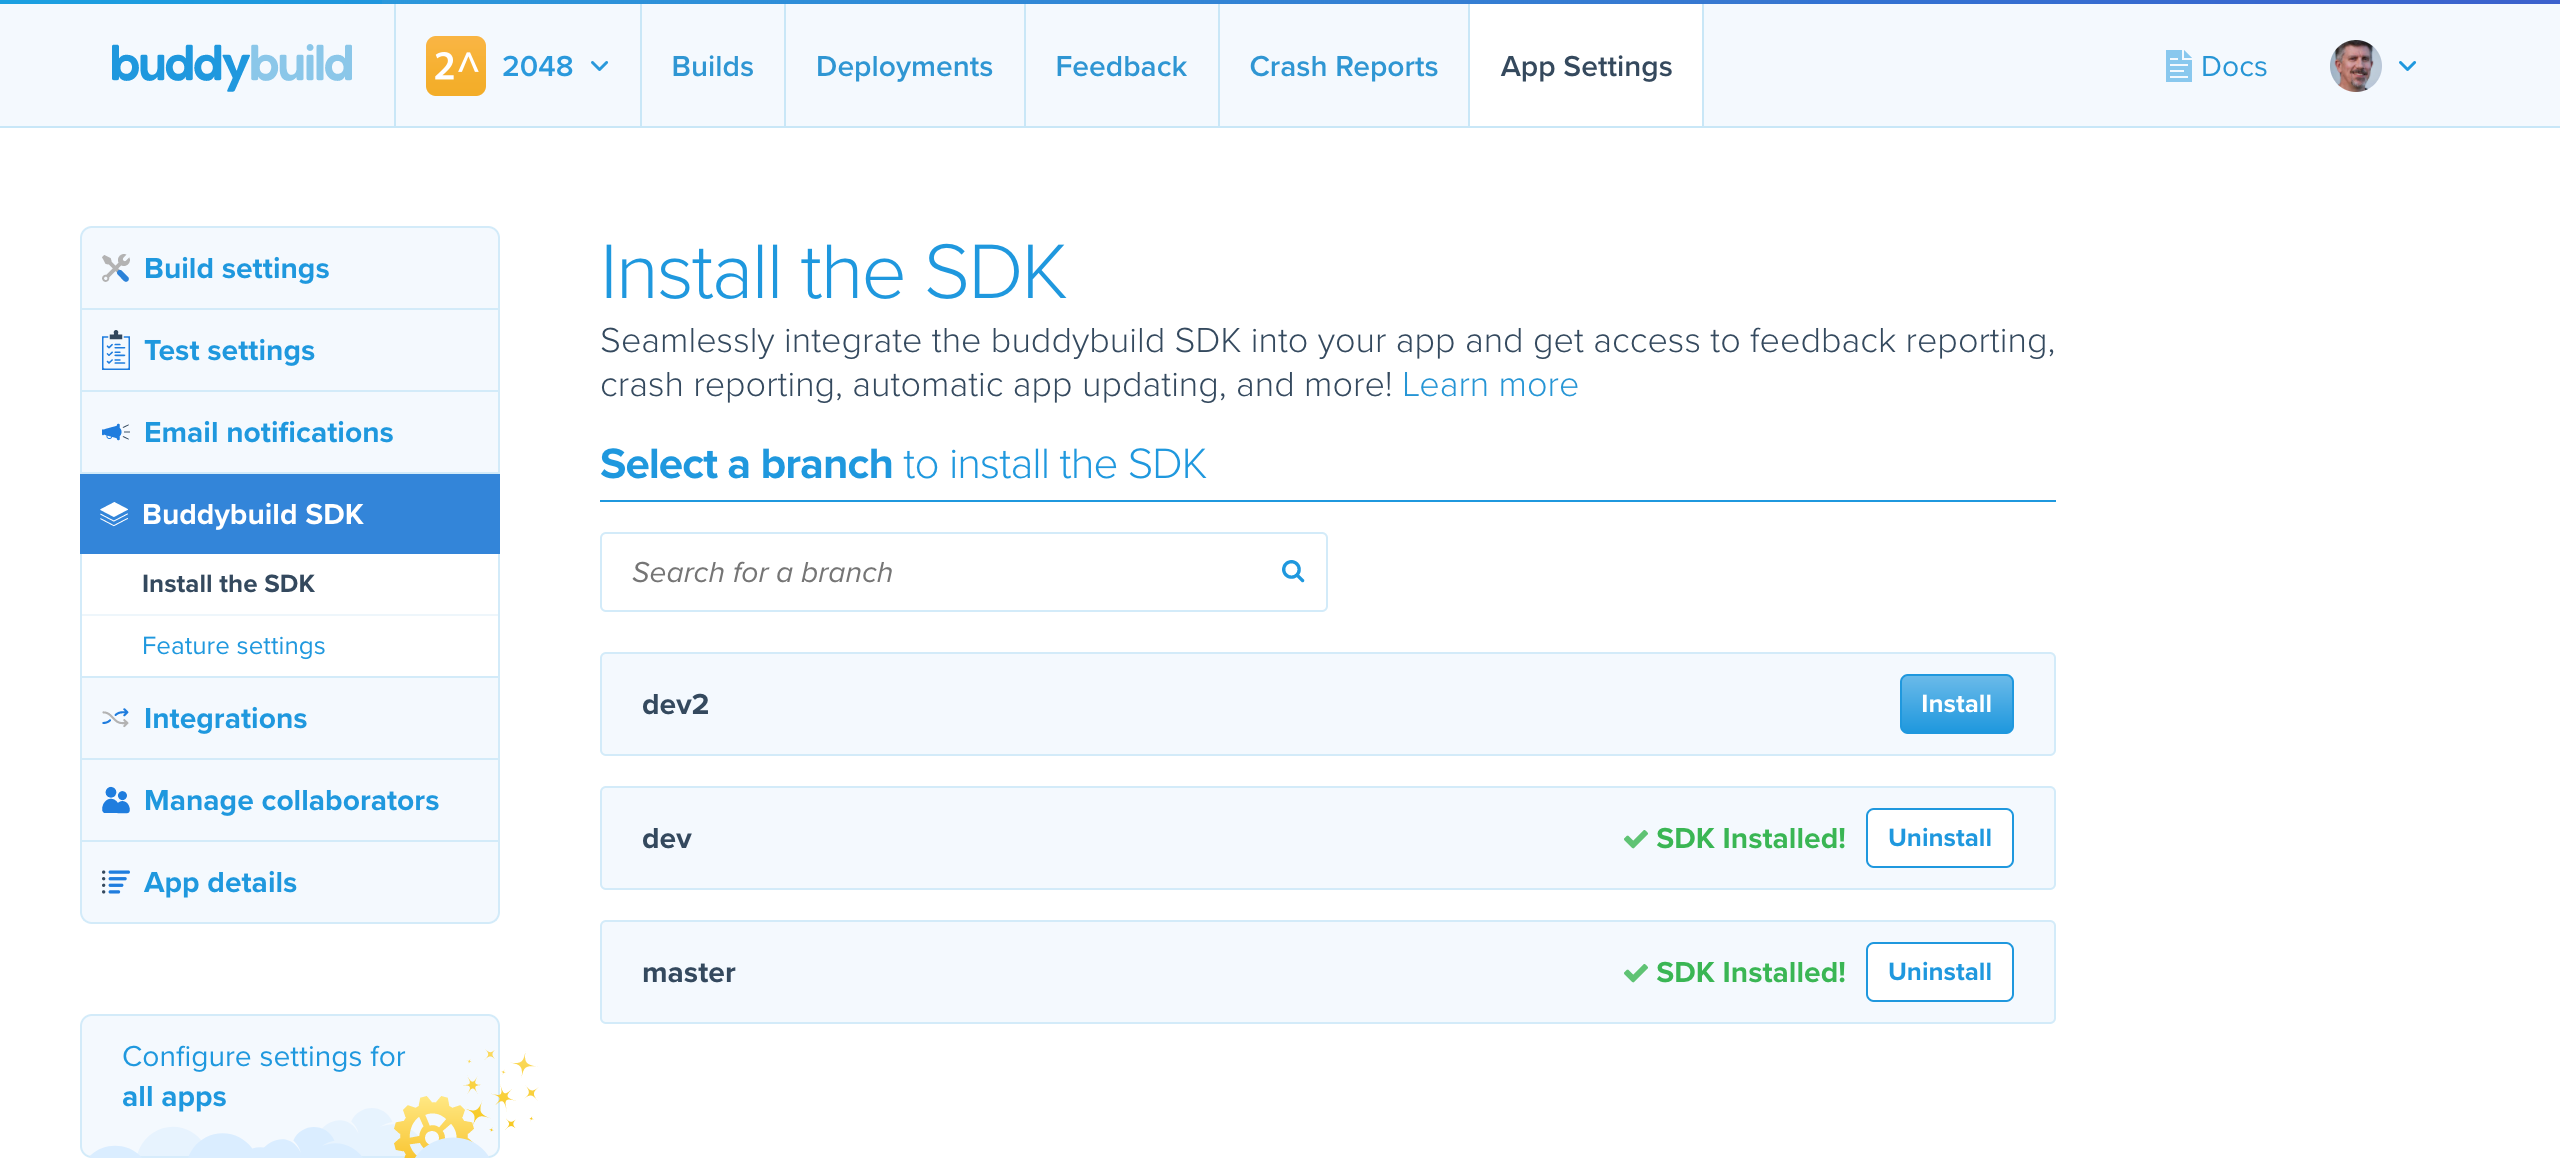 buddybuild
2^ 2048
Builds
Deployments
Feedback
Crash Reports
App Settings
Docs
Build settings
Test settings
Email notifications
Buddybuild SDK
Install the SDK
Feature settings
Integrations
Manage collaborators
App details
Configure settings for
all apps
Install the SDK
Seamlessly integrate the buddybuild SDK into your app and get access to feedback reporting,
crash reporting, automatic app updating, and more! Learn more
Select a branch to install the SDK
Search for a branch
dev2 Install
dev SDK Installed! Uninstall
master SDK Installed! Uninstall